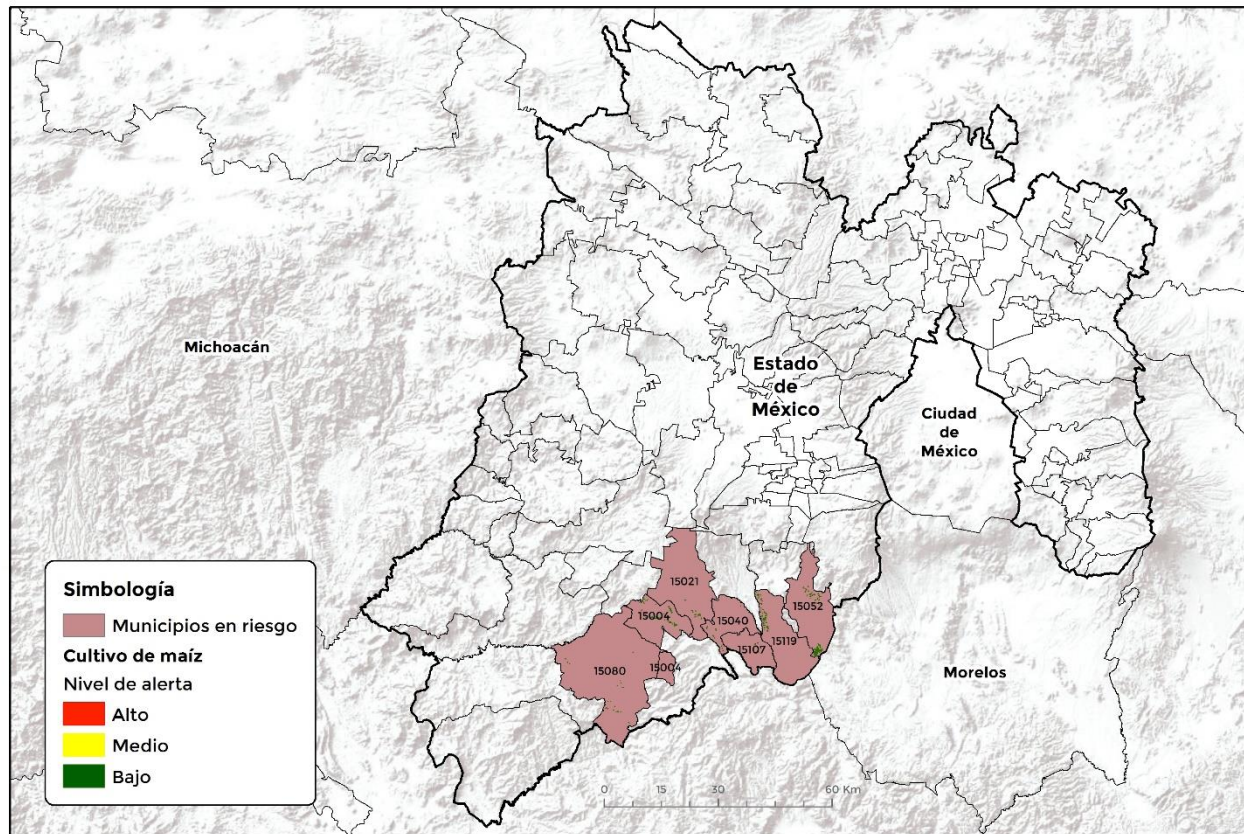 Michoacán
Estado
de
México
Ciudad
de
México
Morelos
15021
15004
15040
15052
15107
15119
15080
15004
Simbología
Municipios en riesgo
Cultivo de maíz
Nivel de alerta
Alto
Medio
Bajo
0 15 30 60 Km